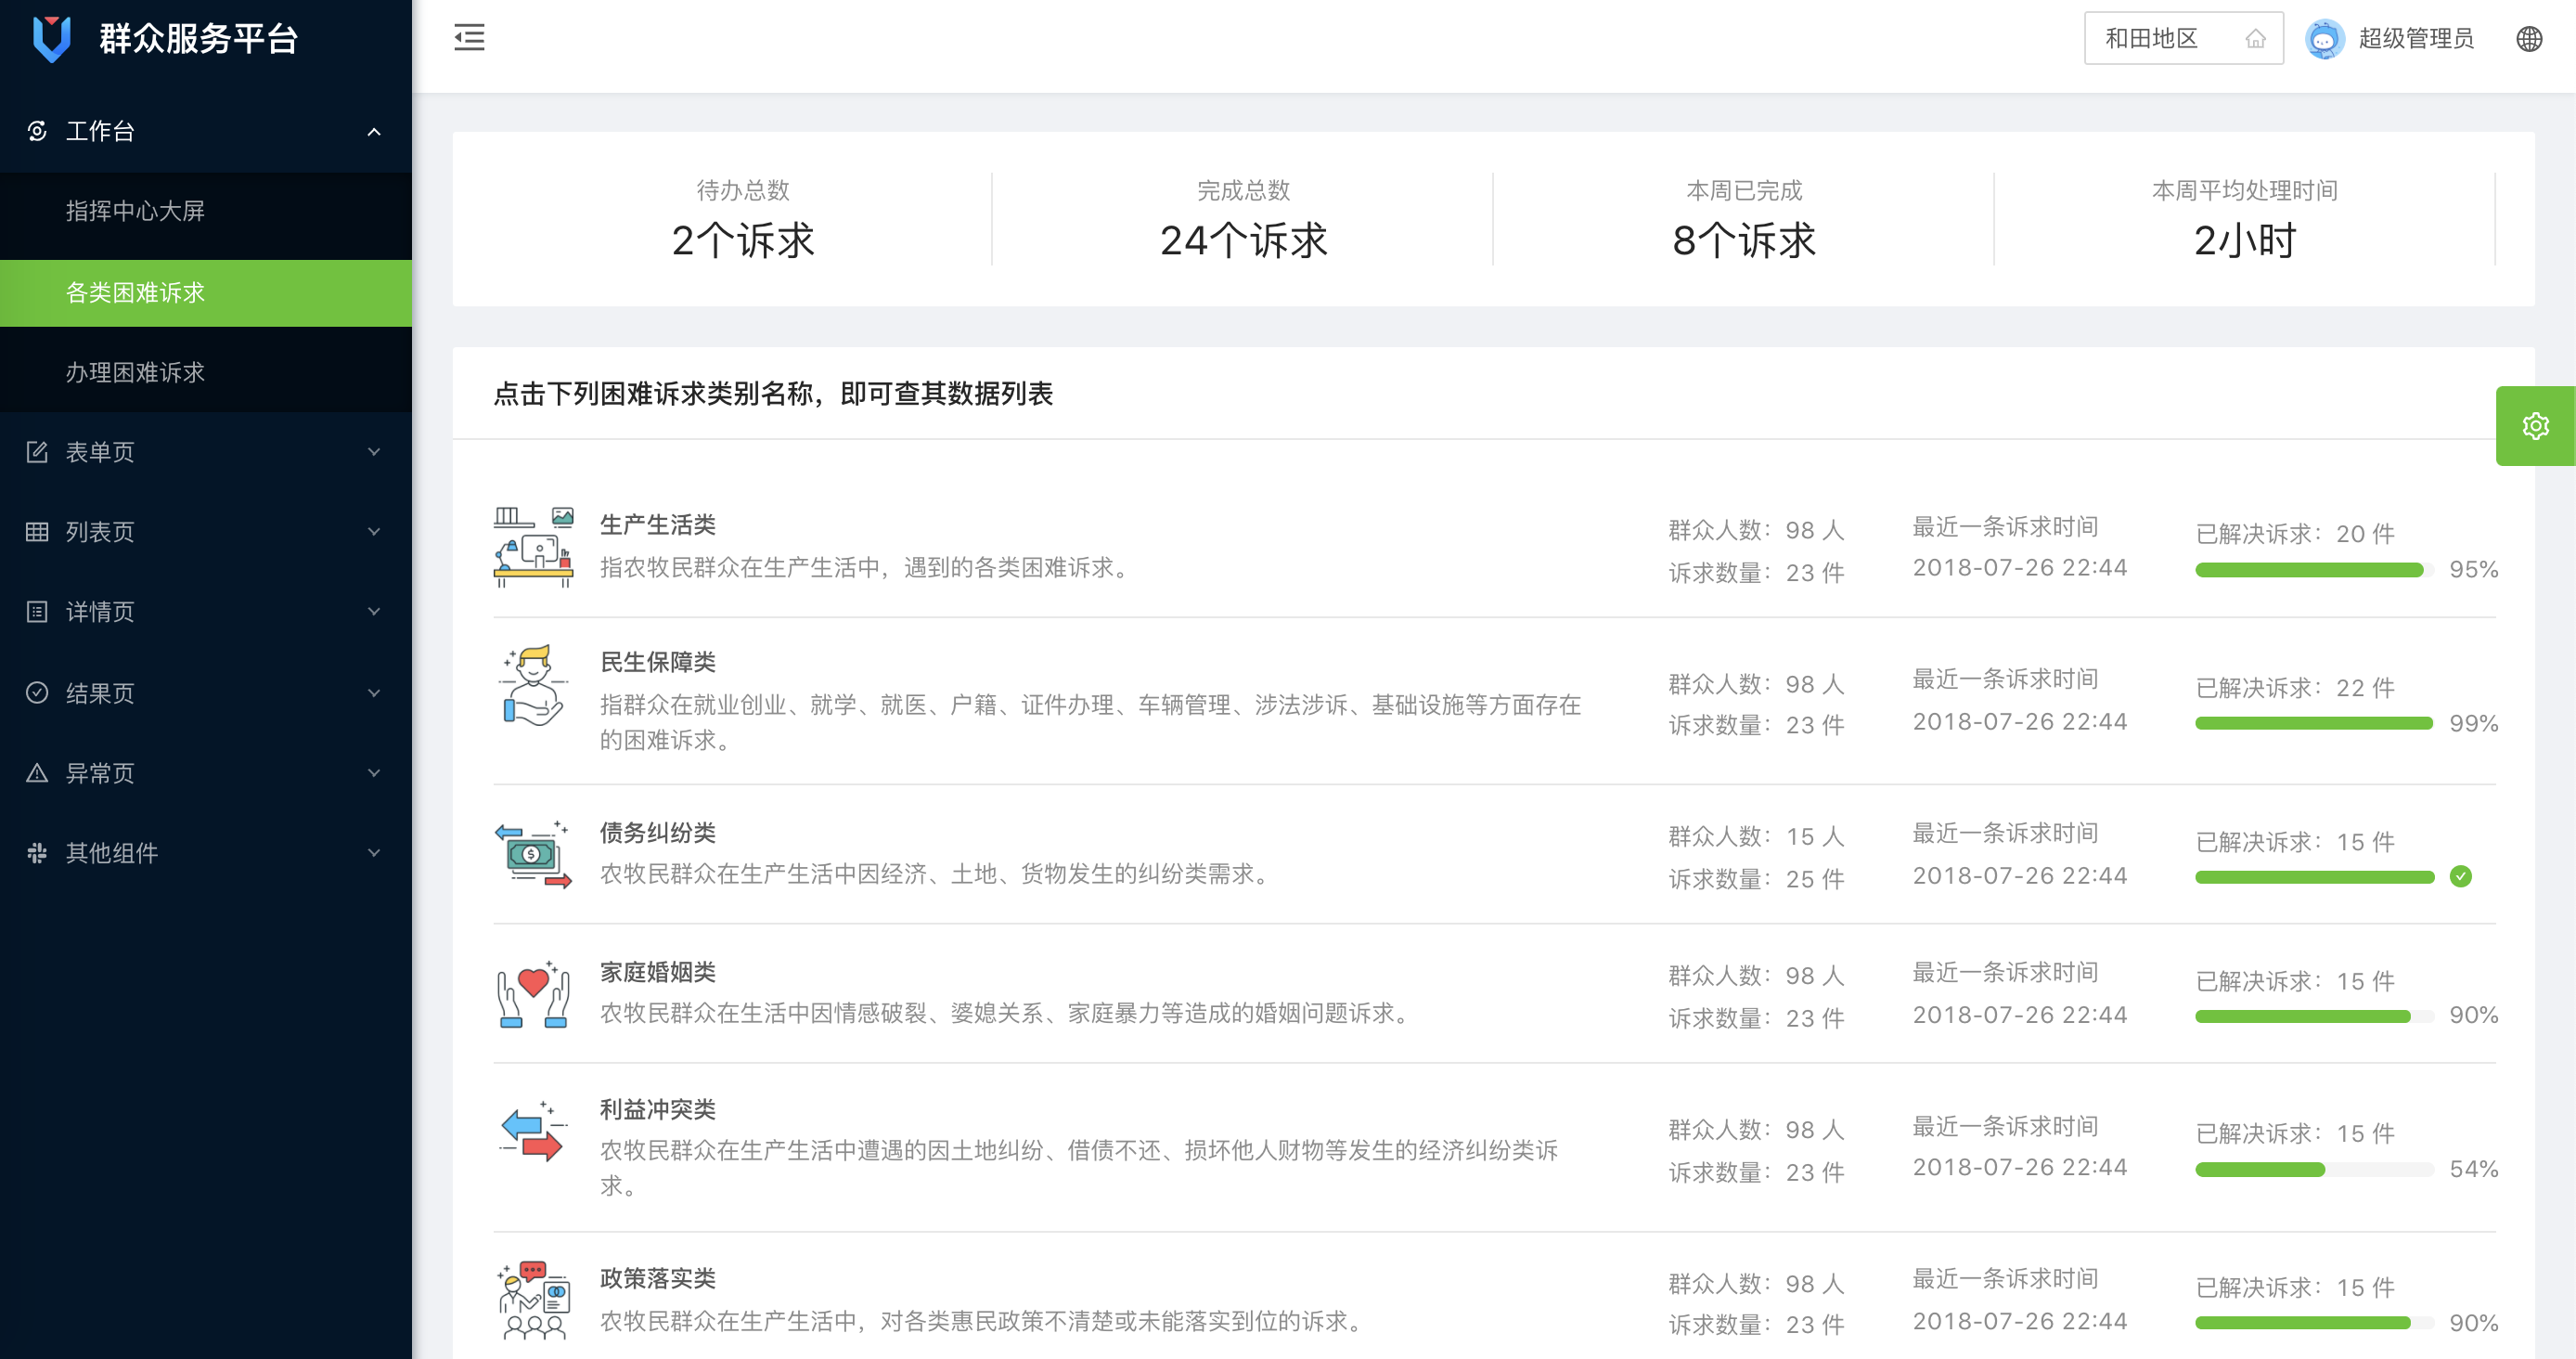 群众服务平台
和田地区
超级管理员
工作台
指挥中心大屏
各类困难诉求
办理困难诉求
表单页
列表页
详情页
结果页
异常页
其他组件
待办总数
2个诉求
完成总数
24个诉求
本周已完成
8个诉求
本周平均处理时间
2小时
点击下列困难诉求类别名称，即可查其数据列表
生产生活类
指农牧民群众在生产生活中，遇到的各类困难诉求。
群众人数：98 人
诉求数量：23 件
最近一条诉求时间
2018-07-26 22:44
已解决诉求：20 件
95%
民生保障类
指群众在就业创业、就学、就医、户籍、证件办理、车辆管理、涉法涉诉、基础设施等方面存在
的困难诉求。
群众人数：98 人
诉求数量：23 件
最近一条诉求时间
2018-07-26 22:44
已解决诉求：22 件
99%
债务纠纷类
农牧民群众在生产生活中因经济、土地、货物发生的纠纷类需求。
群众人数：15 人
诉求数量：25 件
最近一条诉求时间
2018-07-26 22:44
已解决诉求：15 件
家庭婚姻类
农牧民群众在生活中因情感破裂、婆媳关系、家庭暴力等造成的婚姻问题诉求。
群众人数：98 人
诉求数量：23 件
最近一条诉求时间
2018-07-26 22:44
已解决诉求：15 件
90%
利益冲突类
农牧民群众在生产生活中遭遇的因土地纠纷、借债不还、损坏他人财物等发生的经济纠纷类诉
求。
群众人数：98 人
诉求数量：23 件
最近一条诉求时间
2018-07-26 22:44
已解决诉求：15 件
54%
政策落实类
农牧民群众在生产生活中，对各类惠民政策不清楚或未能落实到位的诉求。
群众人数：98 人
诉求数量：23 件
最近一条诉求时间
2018-07-26 22:44
已解决诉求：15 件
90%